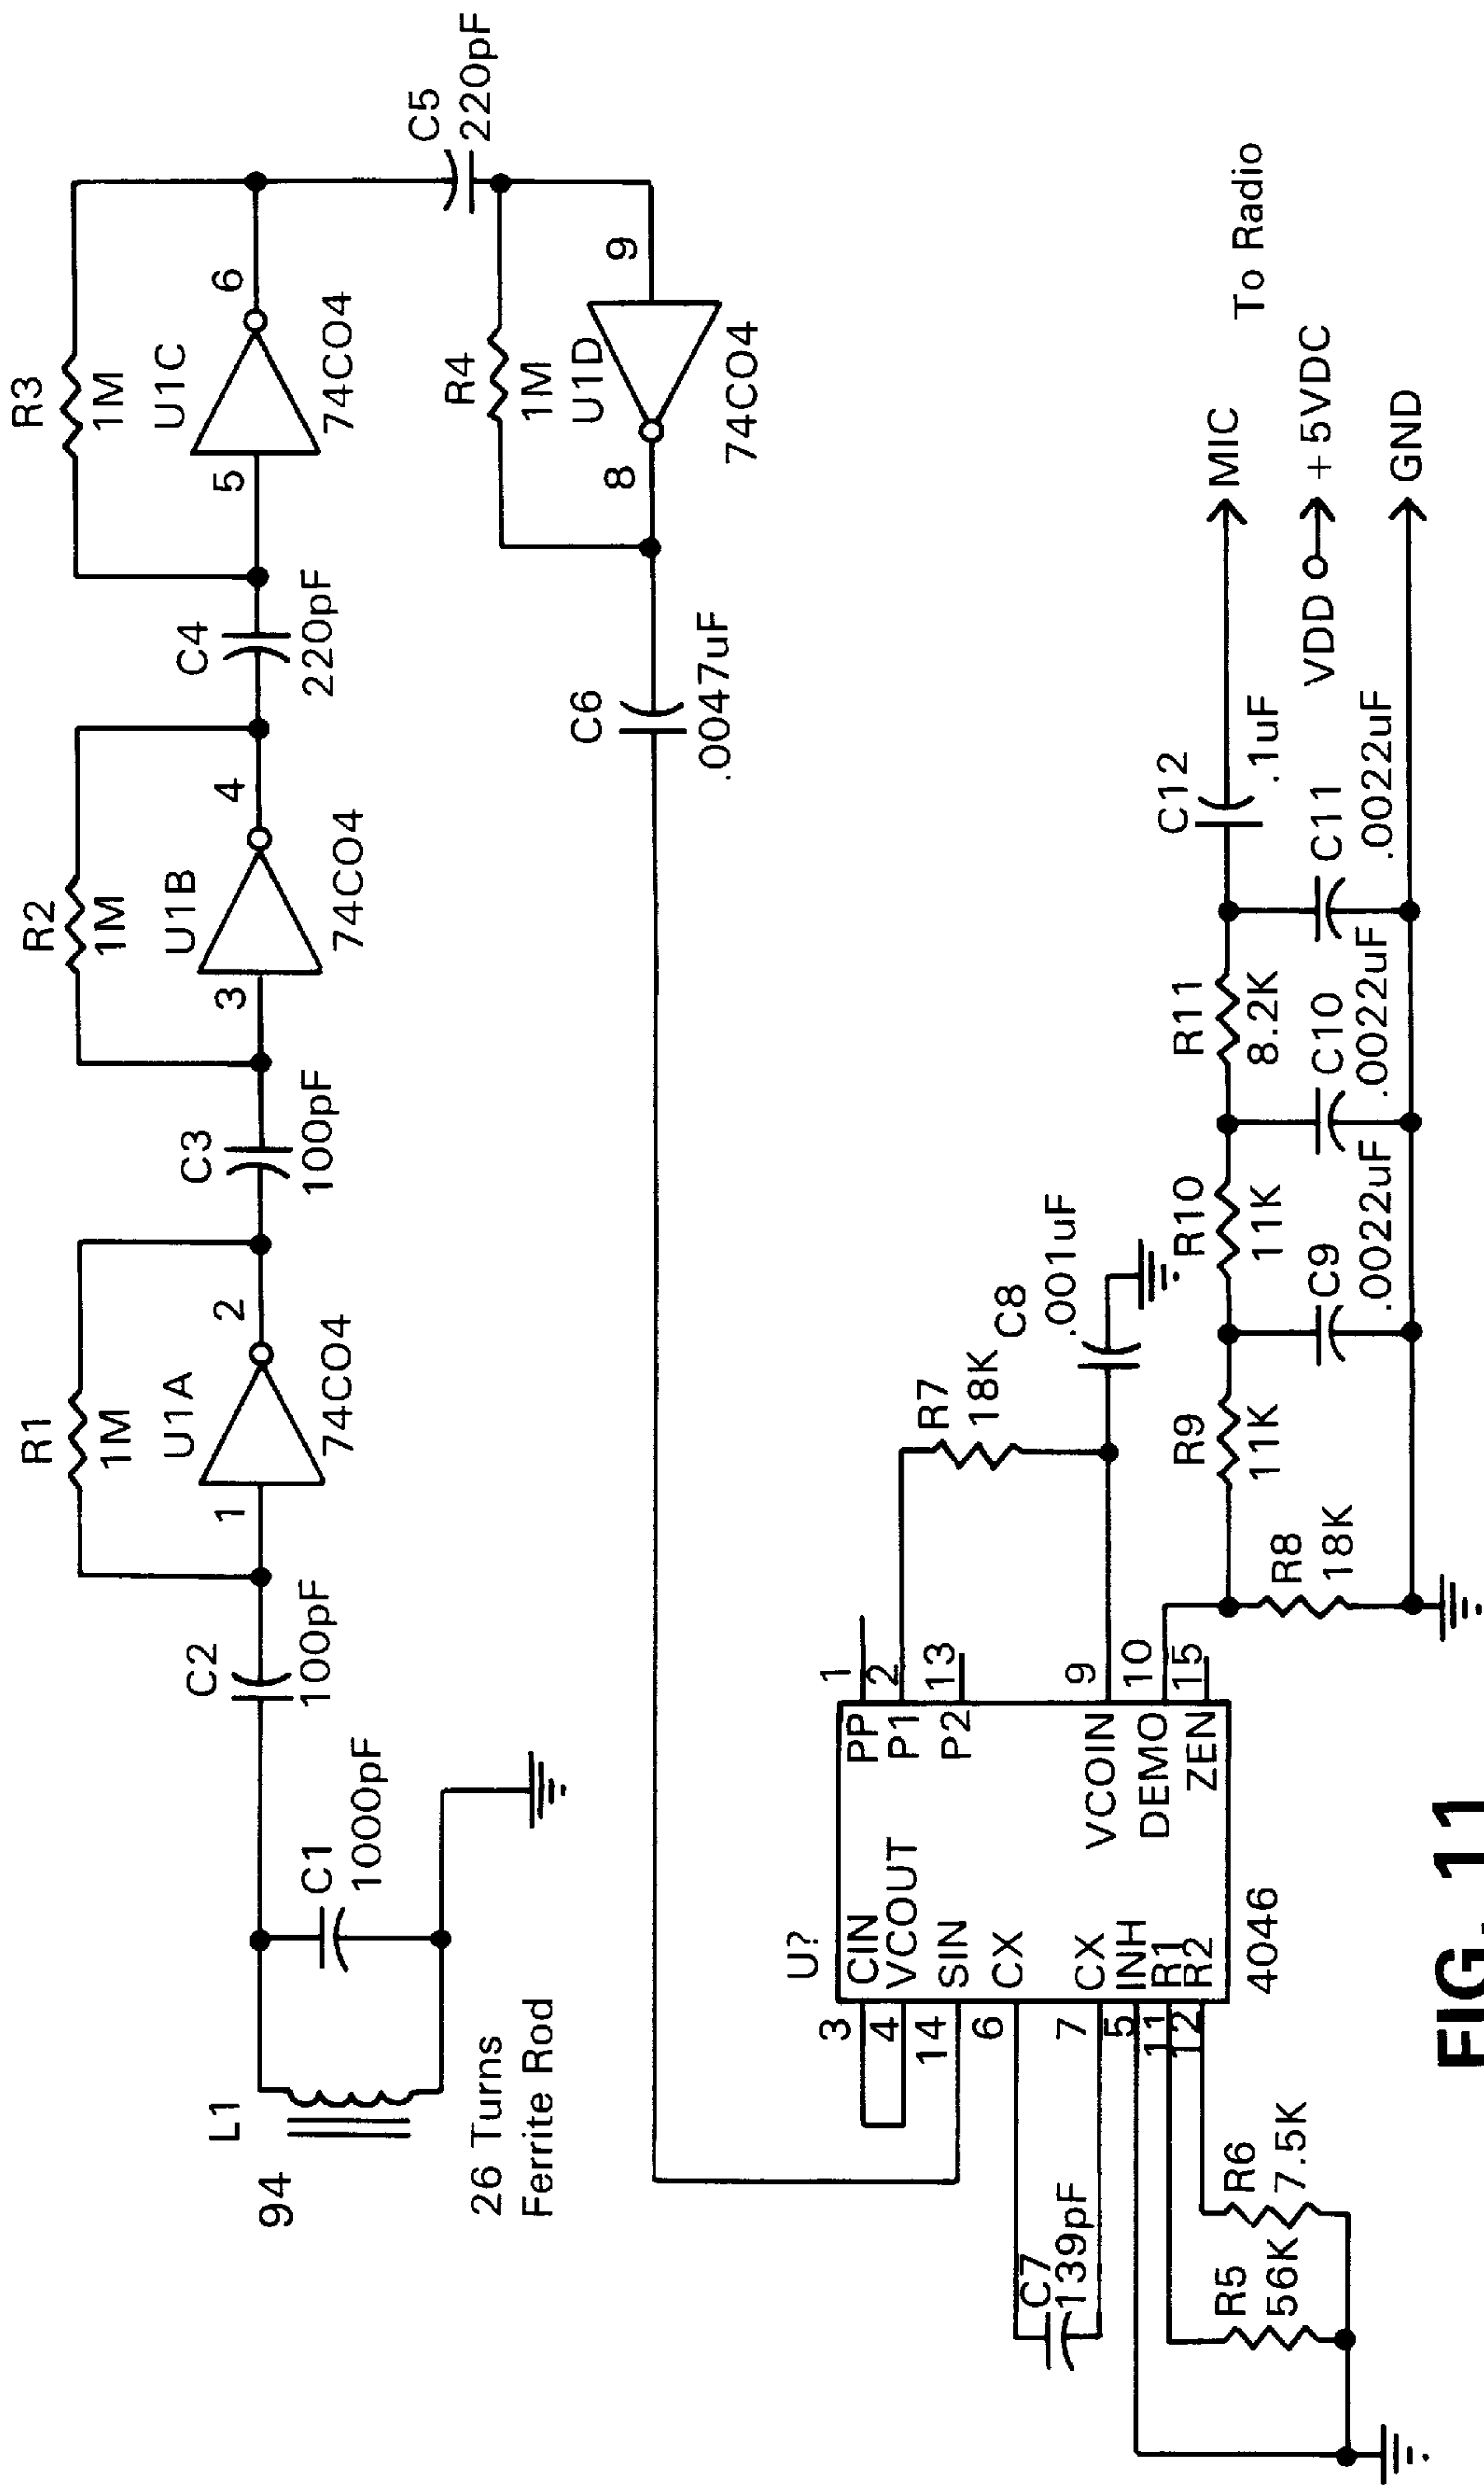 R1
1M
R2
1M
R3
1M
L1
94
26 Turns
Ferrite Rod
C1
1000pF
C2
100pF
1
U1A
2
74CO4
C3
100pF
3
U1B
4
74CO4
C4
220pF
5
U1C
6
74CO4
C5
220pF
R4
1M
9
U1D
8
74CO4
C6
.0047uF
U?
3
CIN
4
VCOUT
14
SIN
6
CX
7
CX
5
INH
11
R1
12
R2
PP
1
P1
2
P2
13
VCOIN
9
DEMO
10
ZEN
15
4046
C7
139pF
R5
56K
R6
7.5K
R7
18K
C8
.001uF
R8
18K
R9
11K
R10
11K
R11
8.2K
C9
.0022uF
C10
.0022uF
C11
.0022uF
C12
.1uF
MIC
VDD
+5VDC
GND
To Radio
FIG. 11